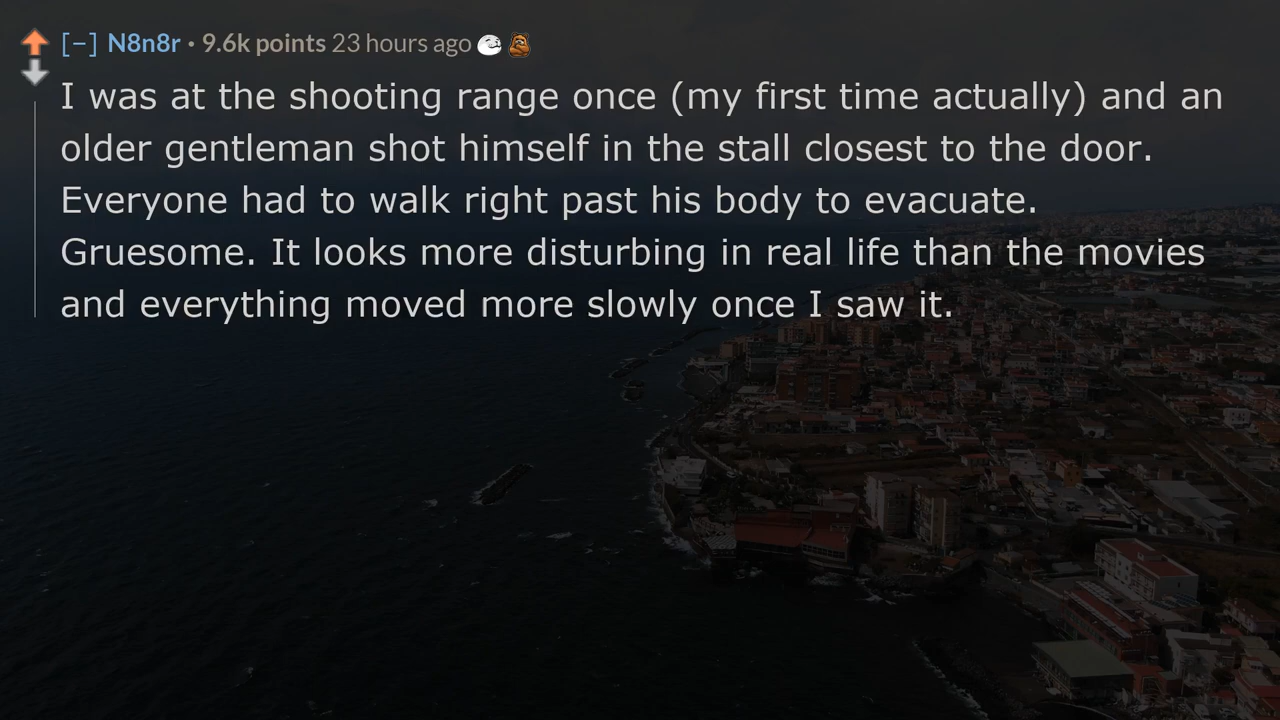 [−] N8n8r • 9.6k points 23 hours ago
I was at the shooting range once (my first time actually) and an
older gentleman shot himself in the stall closest to the door.
Everyone had to walk right past his body to evacuate.
Gruesome. It looks more disturbing in real life than the movies
and everything moved more slowly once I saw it.